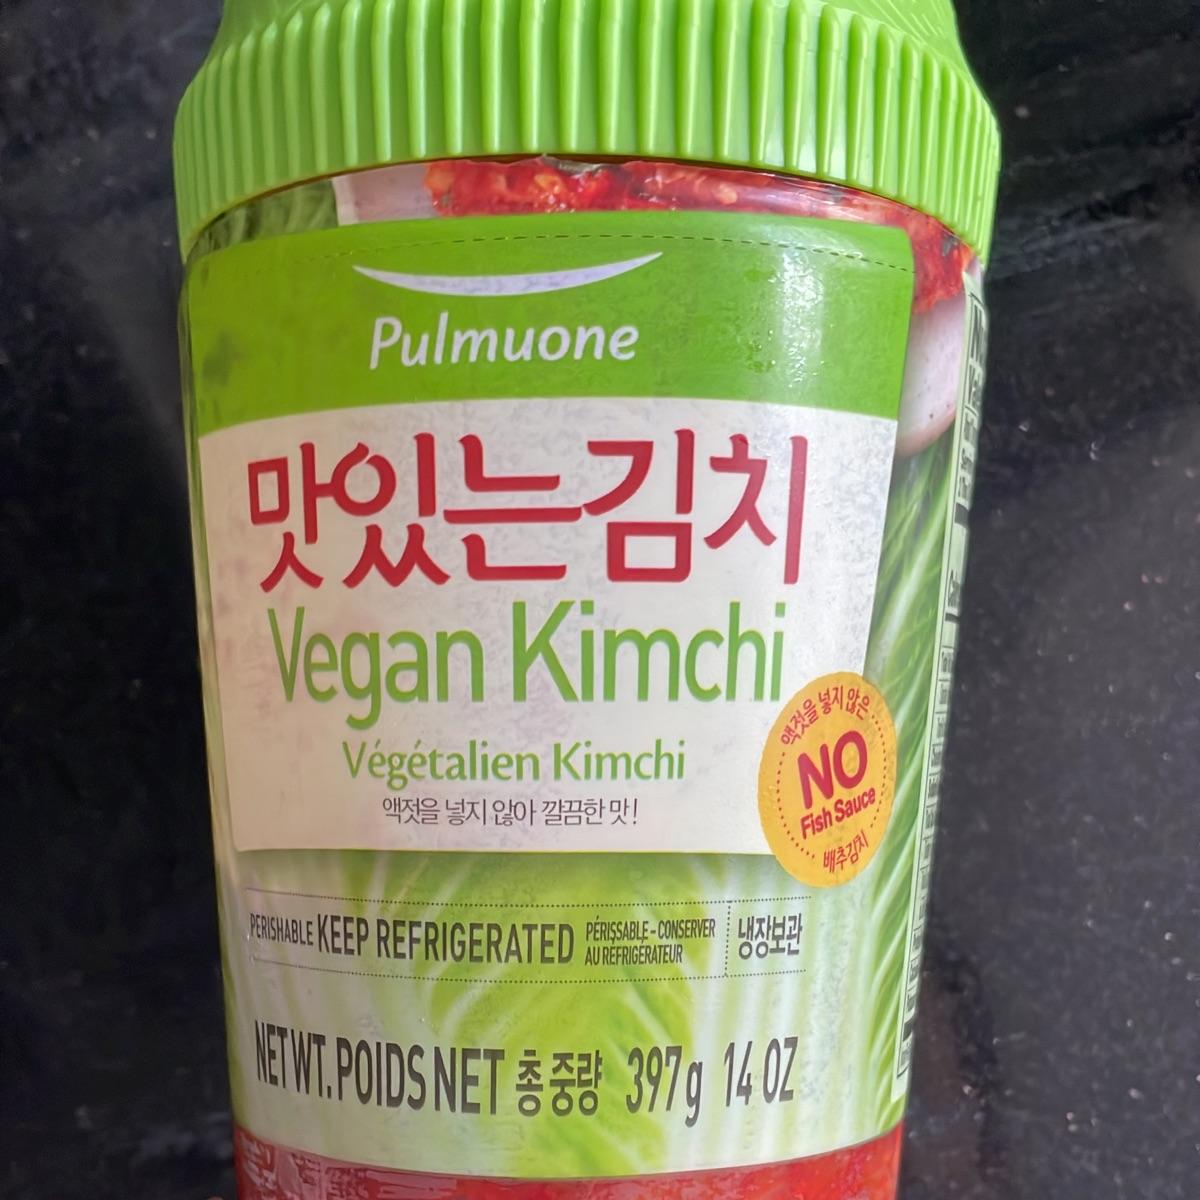 Pulmuone
맛있는김치
Vegan Kimchi
Végétalien Kimchi
액젓을 넣지 않아 깔끔한 맛!
액젓을 넣지 않은
NO
Fish Sauce
배추김치
PERISHABLE KEEP REFRIGERATED
PÉRISSABLE-CONSERVER
AU REFRIGÉRATEUR
냉장보관
NET WT. POIDS NET 총중량 397g 14 OZ